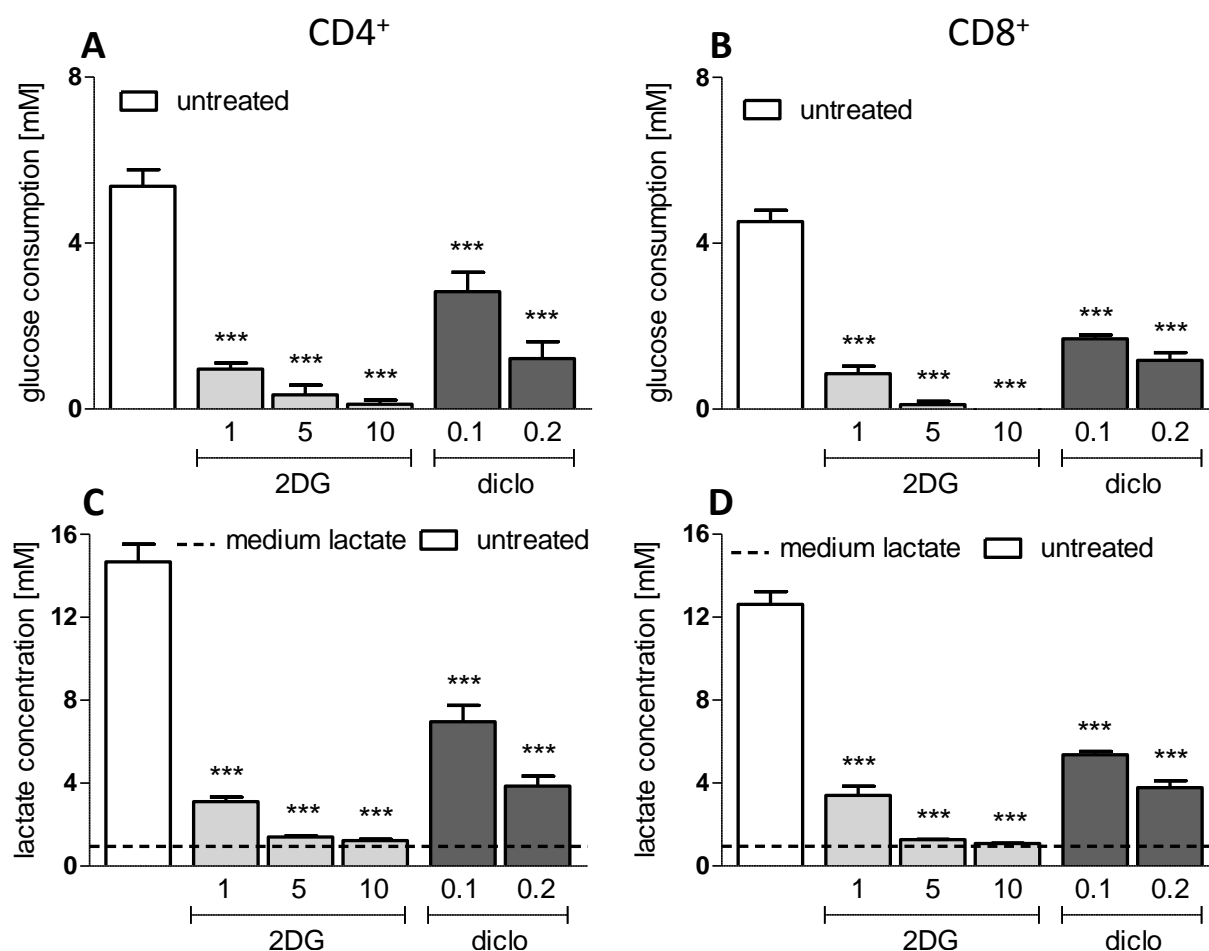 CD4⁺
CD8⁺
A
B
glucose consumption [mM]
8
4
0
untreated
***
***
***
***
***
1
5
10
0.1
0.2
2DG
diclo
glucose consumption [mM]
8
4
0
untreated
***
***
***
***
***
1
5
10
0.1
0.2
2DG
diclo
C
D
lactate concentration [mM]
16
12
8
4
0
medium lactate
untreated
***
***
***
***
***
1
5
10
0.1
0.2
2DG
diclo
lactate concentration [mM]
16
12
8
4
0
medium lactate
untreated
***
***
***
***
***
1
5
10
0.1
0.2
2DG
diclo